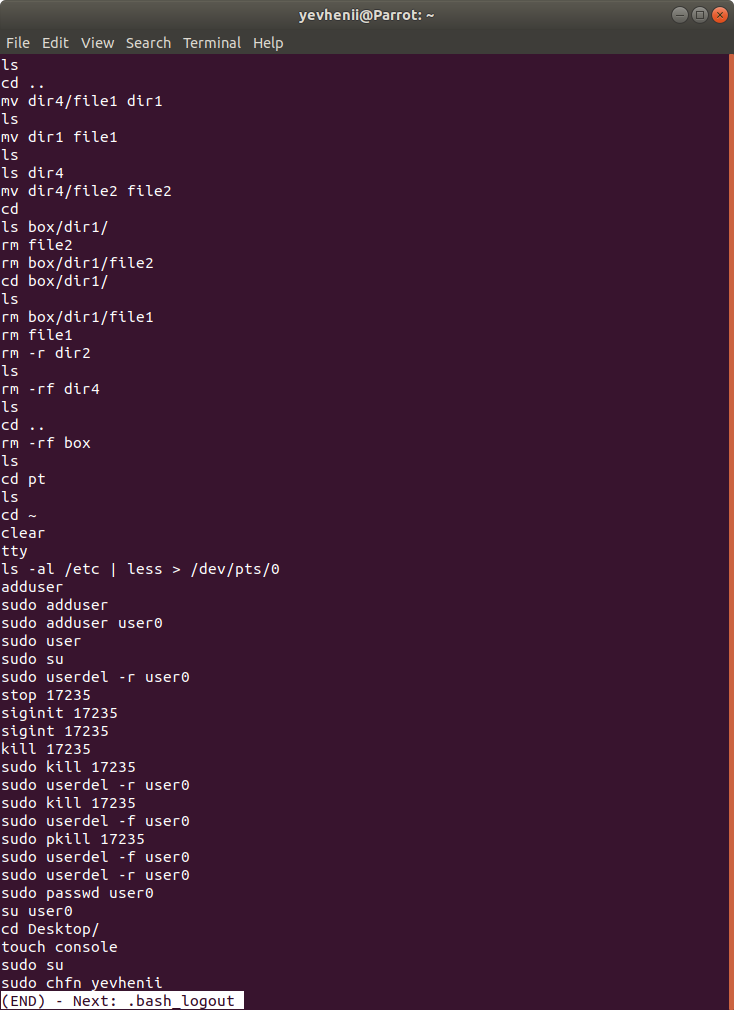 yevhenii@Parrot: ~
File Edit View Search Terminal Help
ls
cd ..
mv dir4/file1 dir1
ls
mv dir1 file1
ls
ls dir4
mv dir4/file2 file2
cd
ls box/dir1/
rm file2
rm box/dir1/file2
cd box/dir1/
ls
rm box/dir1/file1
rm file1
rm -r dir2
ls
rm -rf dir4
ls
cd ..
rm -rf box
ls
cd pt
ls
cd ~
clear
tty
ls -al /etc | less > /dev/pts/0
adduser
sudo adduser
sudo adduser user0
sudo user
sudo su
sudo userdel -r user0
stop 17235
siginit 17235
sigint 17235
kill 17235
sudo kill 17235
sudo userdel -r user0
sudo kill 17235
sudo userdel -f user0
sudo pkill 17235
sudo userdel -f user0
sudo userdel -r user0
sudo passwd user0
su user0
cd Desktop/
touch console
sudo su
sudo chfn yevhenii
(END) - Next: .bash_logout